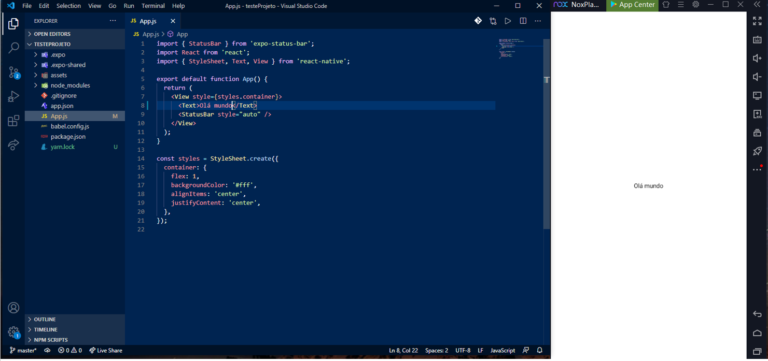 File Edit Selection View Go Run Terminal Help
App.js - testeProjeto - Visual Studio Code
EXPLORER
OPEN EDITORS
TESTEPROJETO
.expo
.expo-shared
assets
node_modules
.gitignore
app.json
App.js M
babel.config.js
package.json
yarn.lock U
OUTLINE
TIMELINE
NPM SCRIPTS
JS App.js
JS App.js > App
1 import { StatusBar } from 'expo-status-bar';
2 import React from 'react';
3 import { StyleSheet, Text, View } from 'react-native';
4
5 export default function App() {
6 return (
7 <View style={styles.container}>
8 <Text>Olá mundo</Text>
9 <StatusBar style="auto" />
10 </View>
11 );
12 }
13
14 const styles = StyleSheet.create({
15 container: {
16 flex: 1,
17 backgroundColor: '#fff',
18 alignItems: 'center',
19 justifyContent: 'center',
20 },
21 });
22
master* 0 0 Live Share
Ln 8, Col 22 Spaces: 2 UTF-8 LF JavaScript
nox NoxPla... App Center
Olá mundo